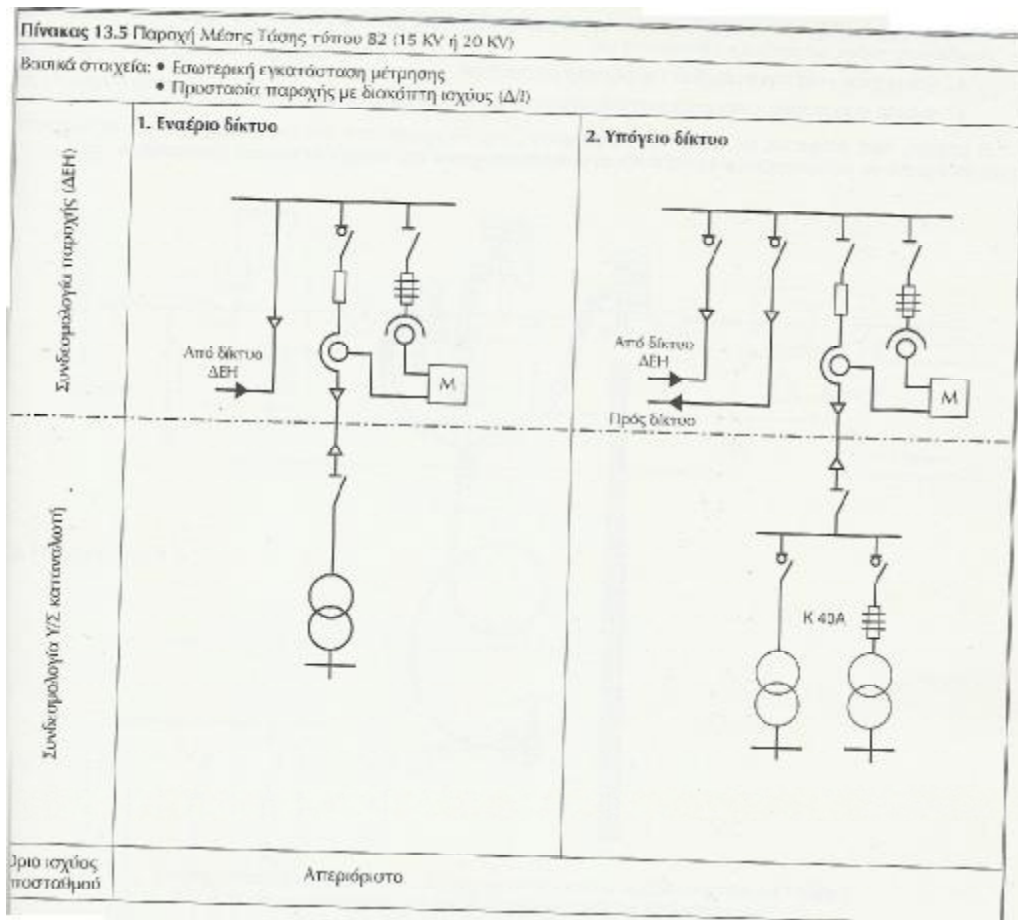 Πίνακας 13.5 Παροχή Μέσης Τάσης τύπου Β2 (15 KV ή 20 KV)
Βασικά στοιχεία: • Εσωτερική εγκατάσταση μέτρησης
• Προστασία παροχής με διακόπτη ισχύος (Δ/Ι)
Συνδεσμολογία παροχής (ΔΕΗ)
1. Εναέριο δίκτυο
2. Υπόγειο δίκτυο
Από δίκτυο
ΔΕΗ
M
Από δίκτυο
ΔΕΗ
Πρός δίκτυο
M
Συνδεσμολογία Υ/Σ καταναλωτή
K 40A
ριο ισχύος
ποσταθμού
Απεριόριστο